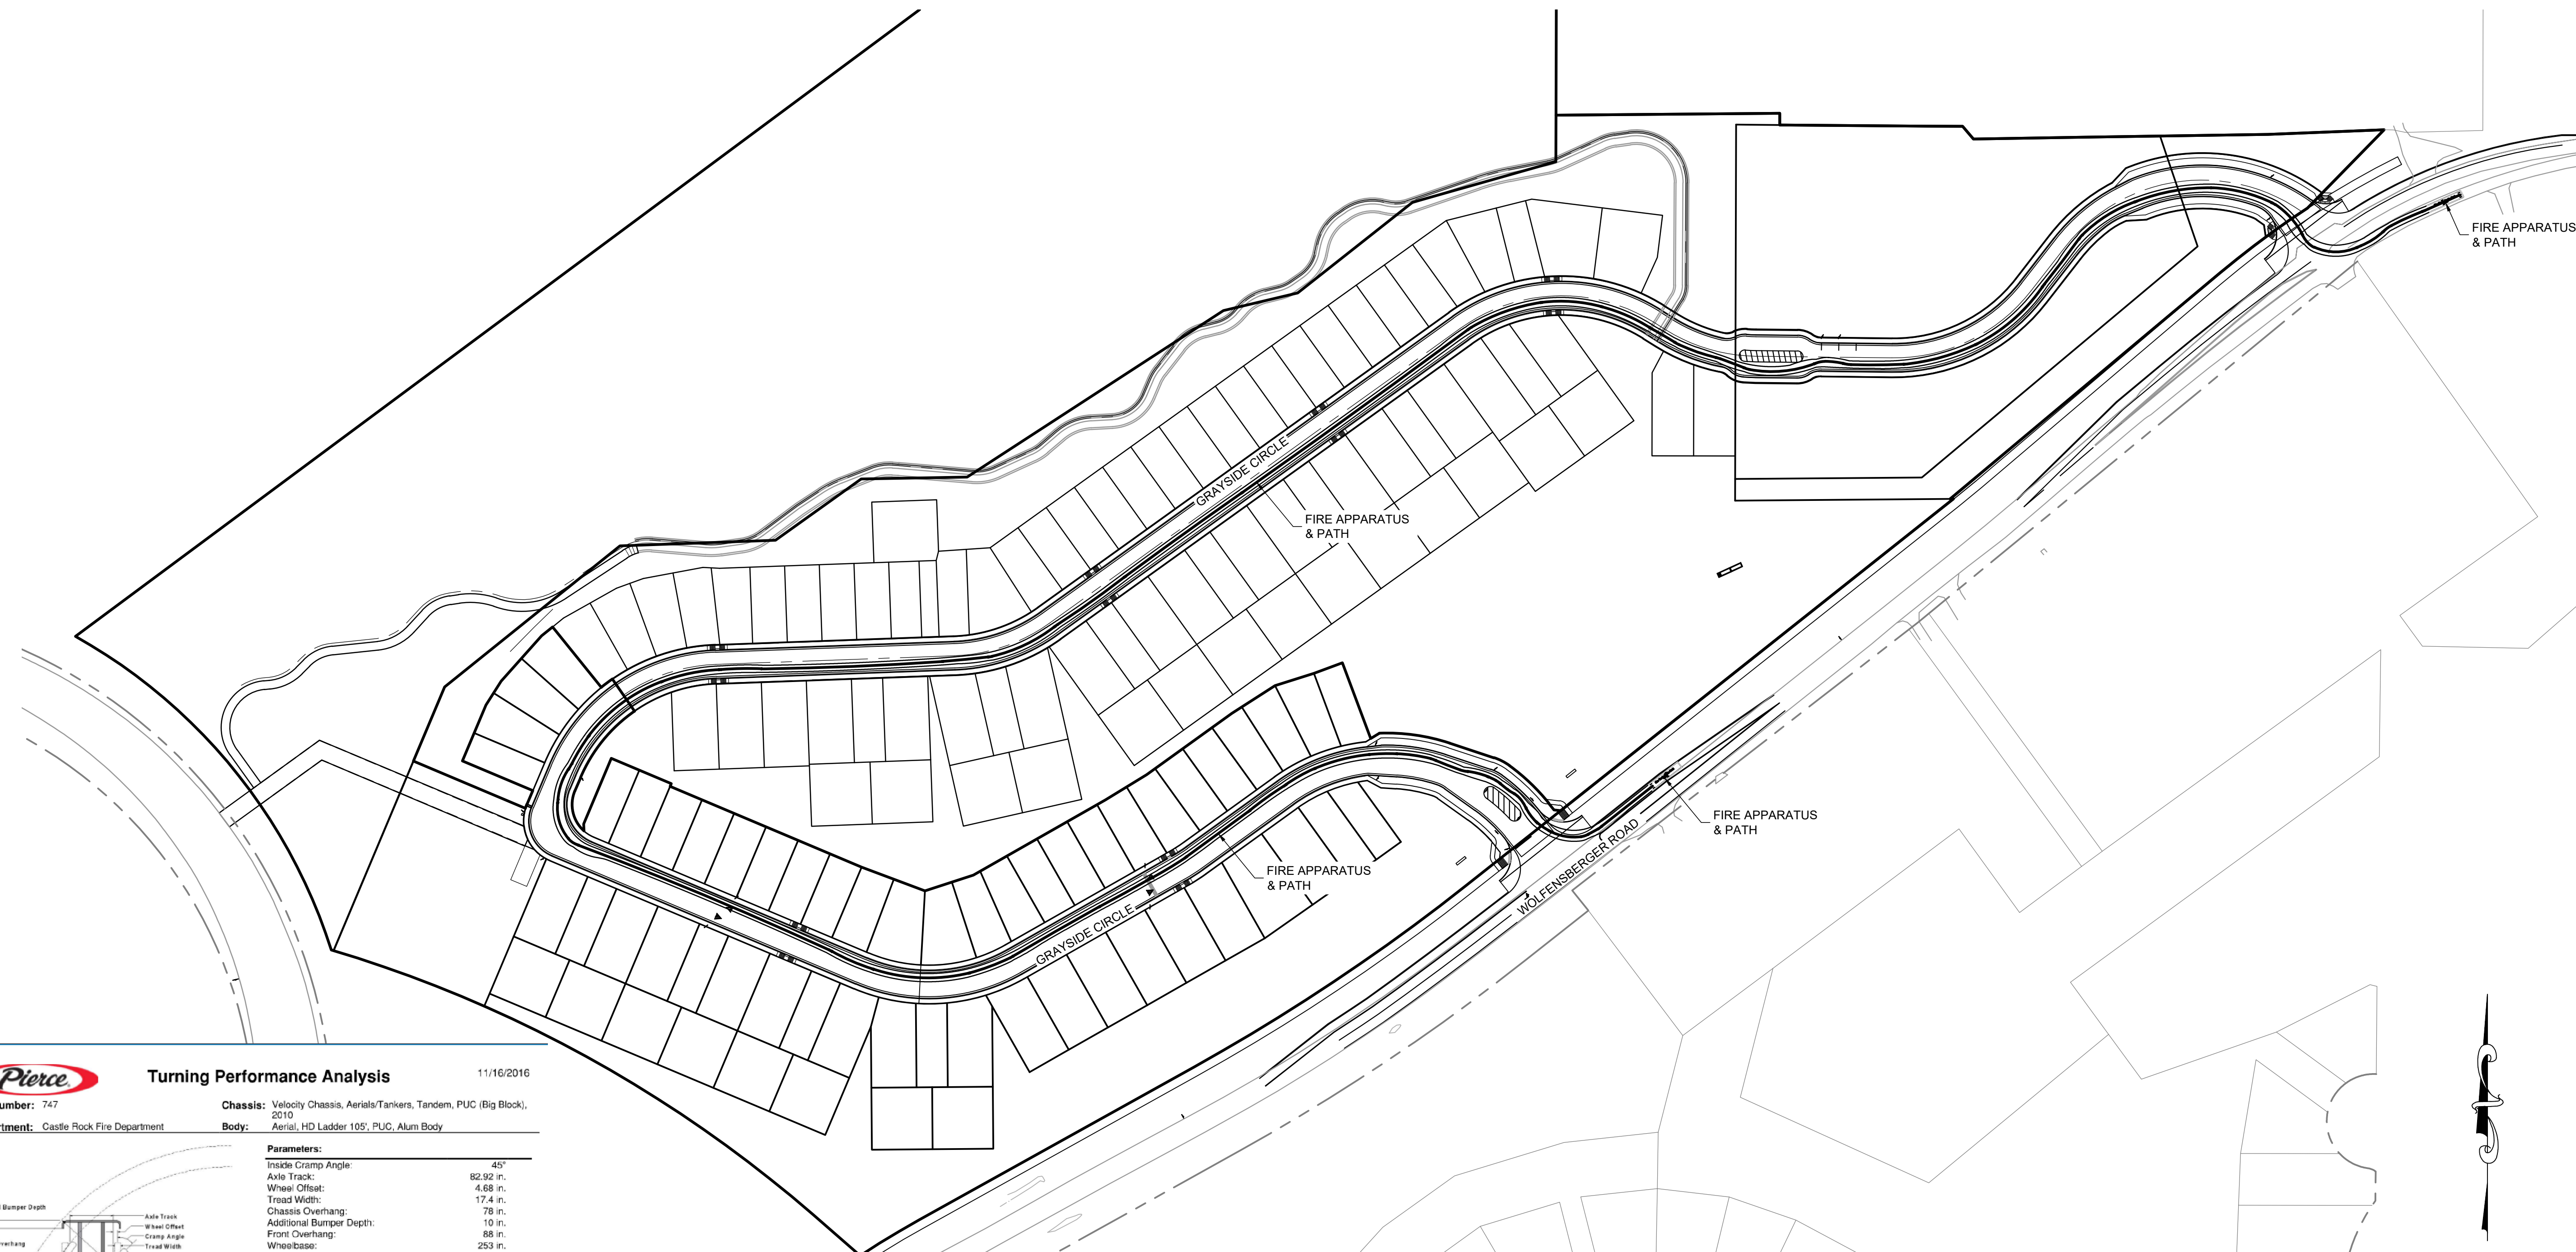 FIRE APPARATUS
& PATH
GRAYSIDE CIRCLE
FIRE APPARATUS
& PATH
FIRE APPARATUS
& PATH
WOLFENSBERGER ROAD
FIRE APPARATUS
& PATH
GRAYSIDE CIRCLE
Pierce
Turning Performance Analysis
11/16/2016
umber: 747
Chassis: Velocity Chassis, Aerials/Tankers, Tandem, PUC (Big Block),
2010
rtment: Castle Rock Fire Department
Body: Aerial, HD Ladder 105', PUC, Alum Body
Parameters:
Inside Cramp Angle: 45°
Axle Track: 82.92 in.
Wheel Offset: 4.68 in.
Tread Width: 17.4 in.
Chassis Overhang: 78 in.
Additional Bumper Depth: 10 in.
Front Overhang: 88 in.
Wheelbase: 253 in.
Bumper Depth
Axle Track
Wheel Offset
Cramp Angle
Tread Width
verhang